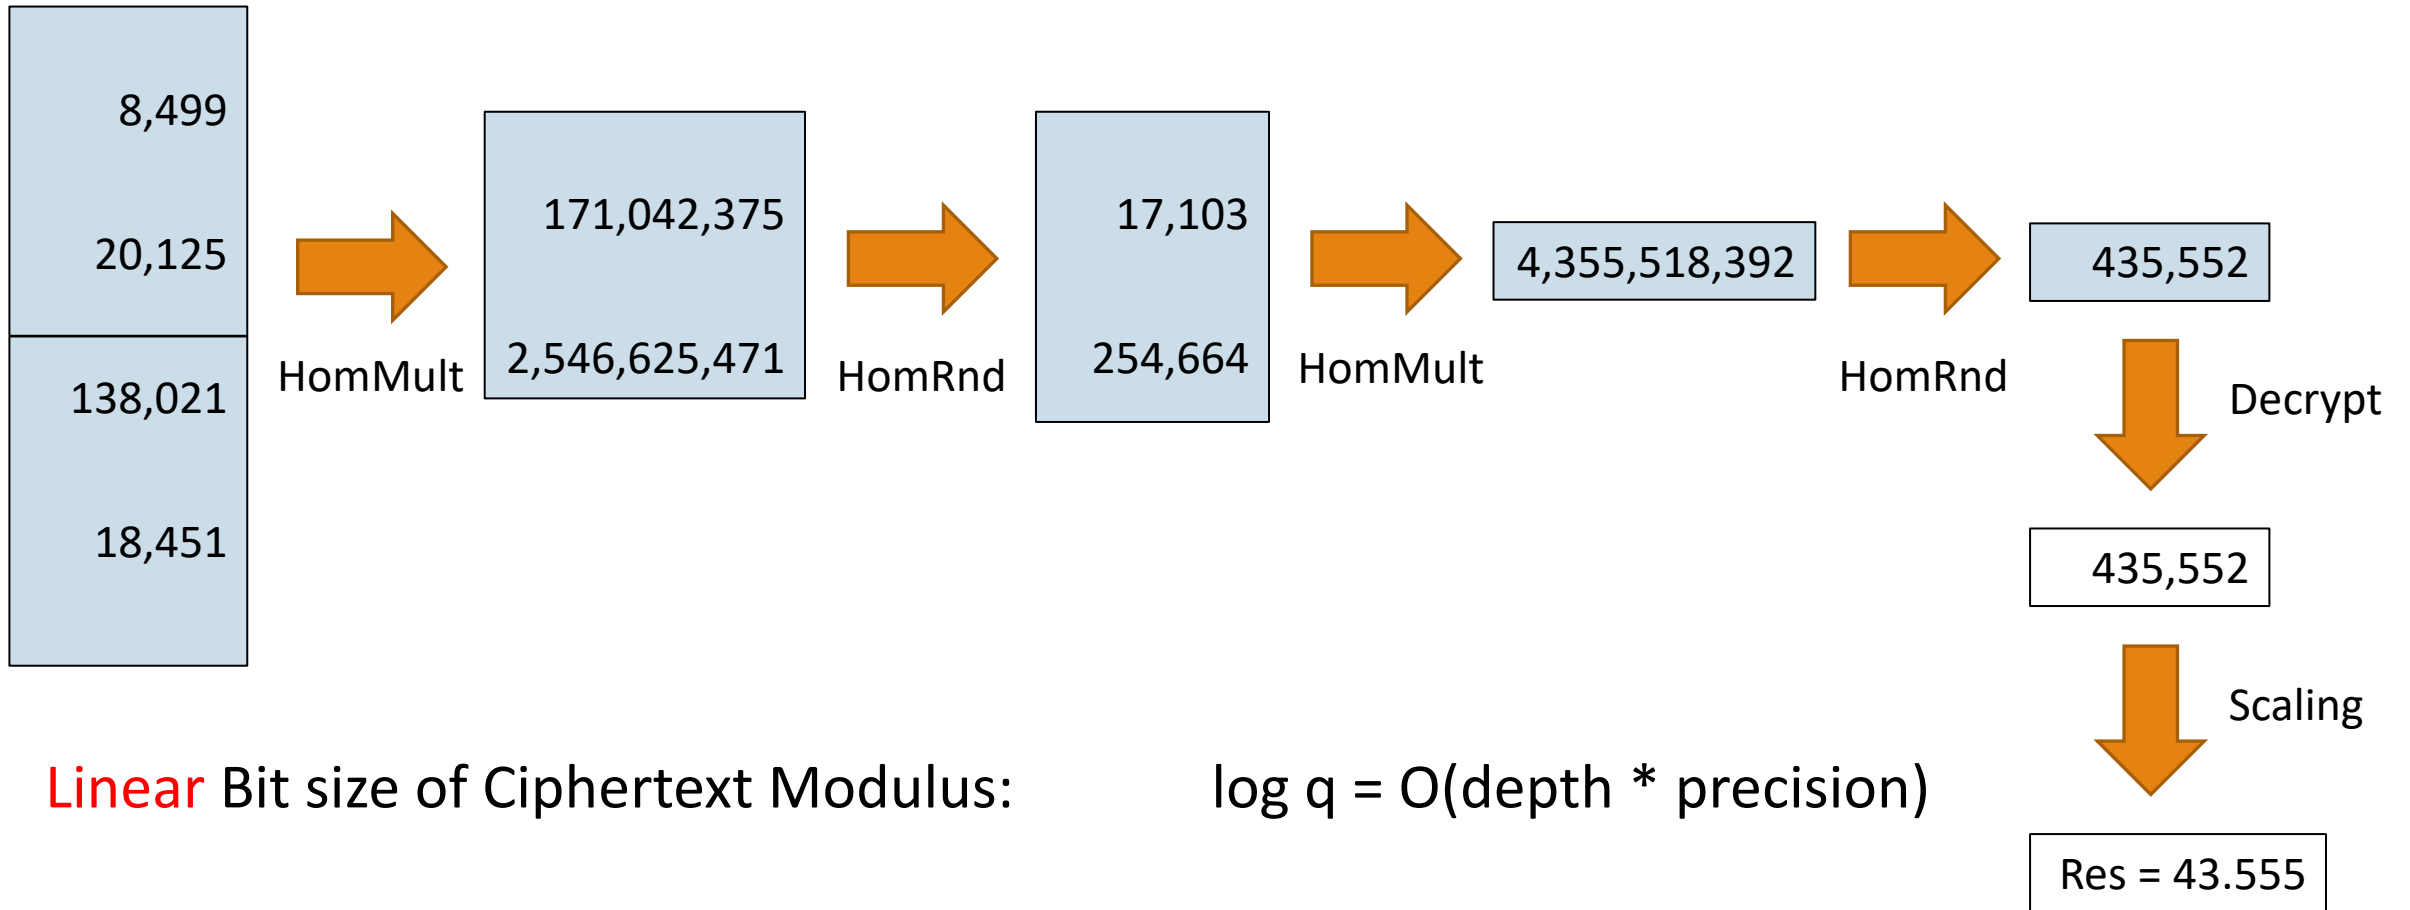 8,499
20,125
138,021
18,451
HomMult
171,042,375
2,546,625,471
HomRnd
17,103
254,664
HomMult
4,355,518,392
HomRnd
435,552
Decrypt
435,552
Scaling
Res = 43.555
Linear Bit size of Ciphertext Modulus: log q = O(depth * precision)